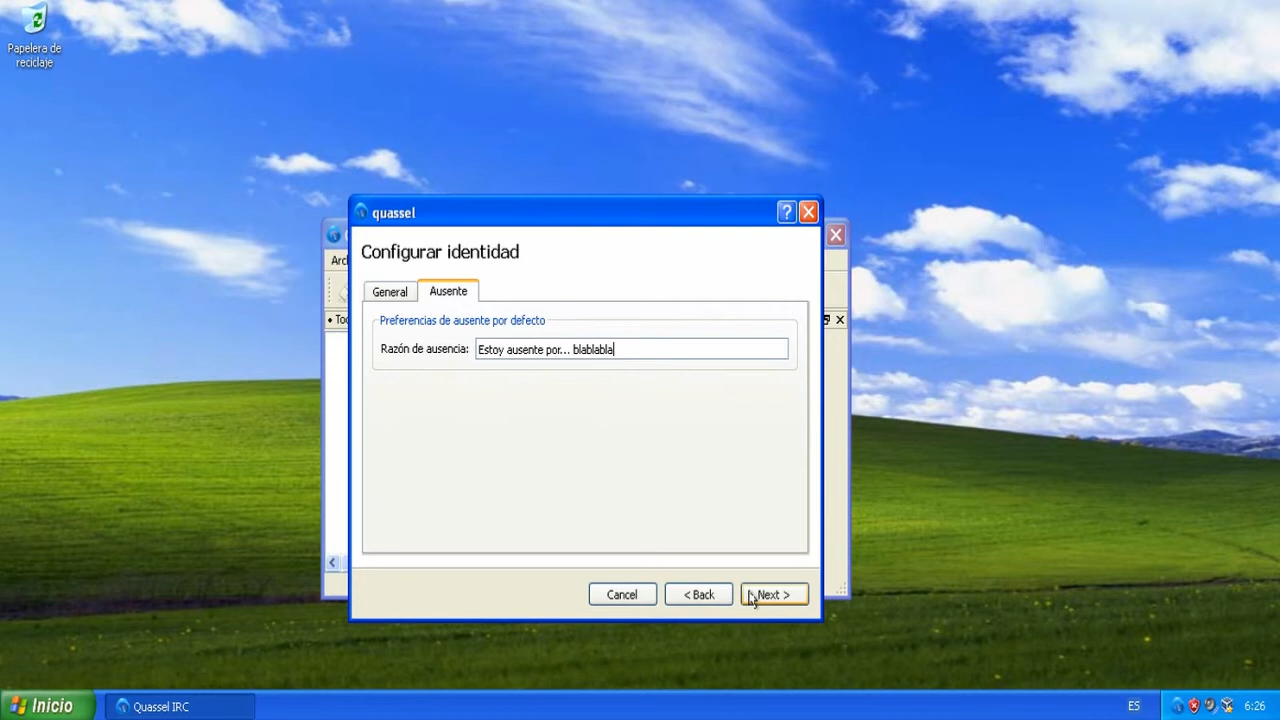 Papelera de
reciclaje
quassel
Configurar identidad
General
Ausente
Preferencias de ausente por defecto
Razón de ausencia:
Estoy ausente por... blablabla
Cancel
< Back
Next >
Inicio
Quassel IRC
ES
6:26